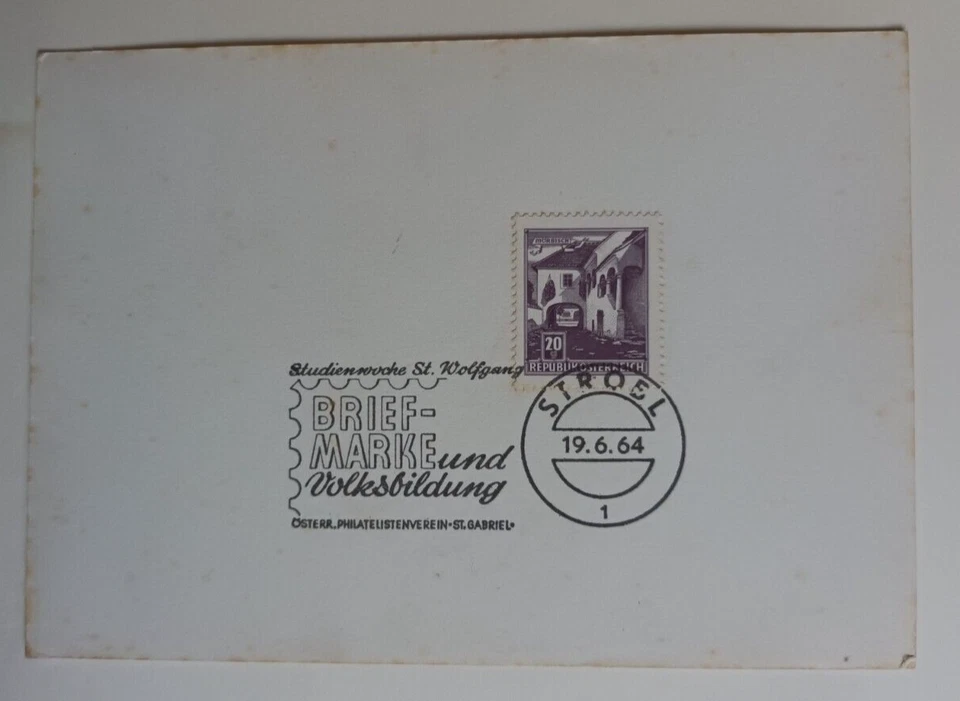 20
REPUBLIK ÖSTERREICH
Studienwoche St. Wolfgang
BRIEF-
MARKE und
Volksbildung
ÖSTERR. PHILATELISTENVEREIN • ST. GABRIEL •
STROBL
19.6.64
1